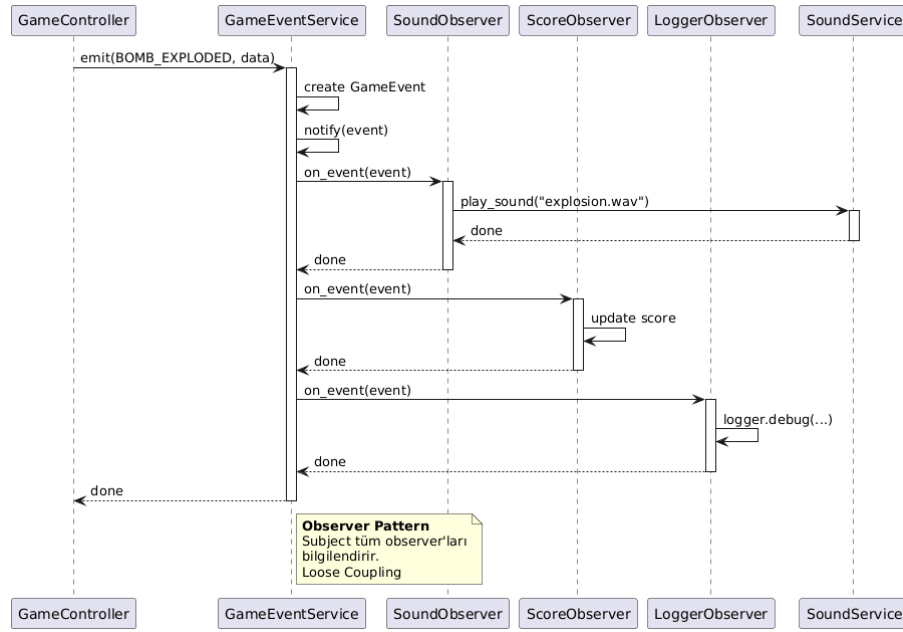 GameController GameEventService SoundObserver ScoreObserver LoggerObserver SoundService
emit(BOMB_EXPLODED, data)
create GameEvent
notify(event)
on_event(event)
play_sound("explosion.wav")
done
done
on_event(event)
update score
done
on_event(event)
logger.debug(...)
done
done
Observer Pattern
Subject tüm observer'ları
bilgilendirir.
Loose Coupling
GameController GameEventService SoundObserver ScoreObserver LoggerObserver SoundService